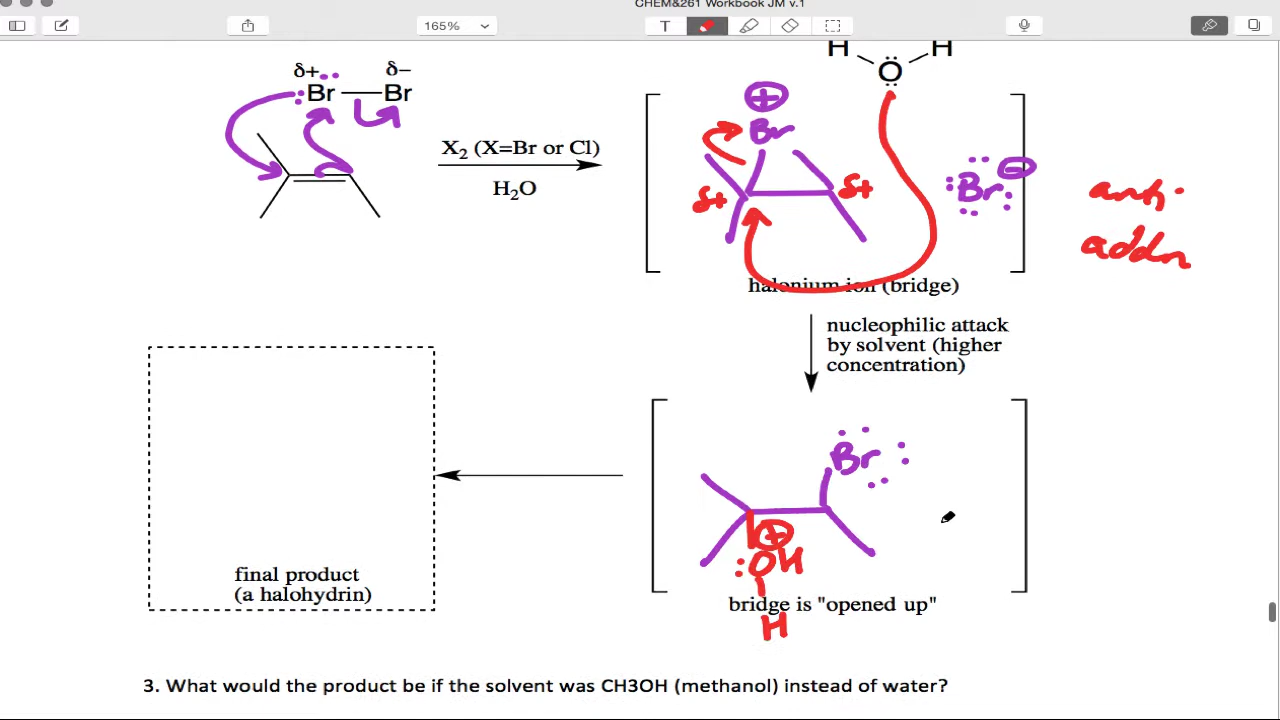 CHEM&261 Workbook JM v.1
165%
T
H H
O
δ+ δ−
Br Br
X2 (X=Br or Cl)
H2O
⊕
Br
δ+ δ+
Br ⊖
anti
addn
halonium ion (bridge)
nucleophilic attack
by solvent (higher
concentration)
Br
⊕
OH
H
bridge is "opened up"
final product
(a halohydrin)
3. What would the product be if the solvent was CH3OH (methanol) instead of water?